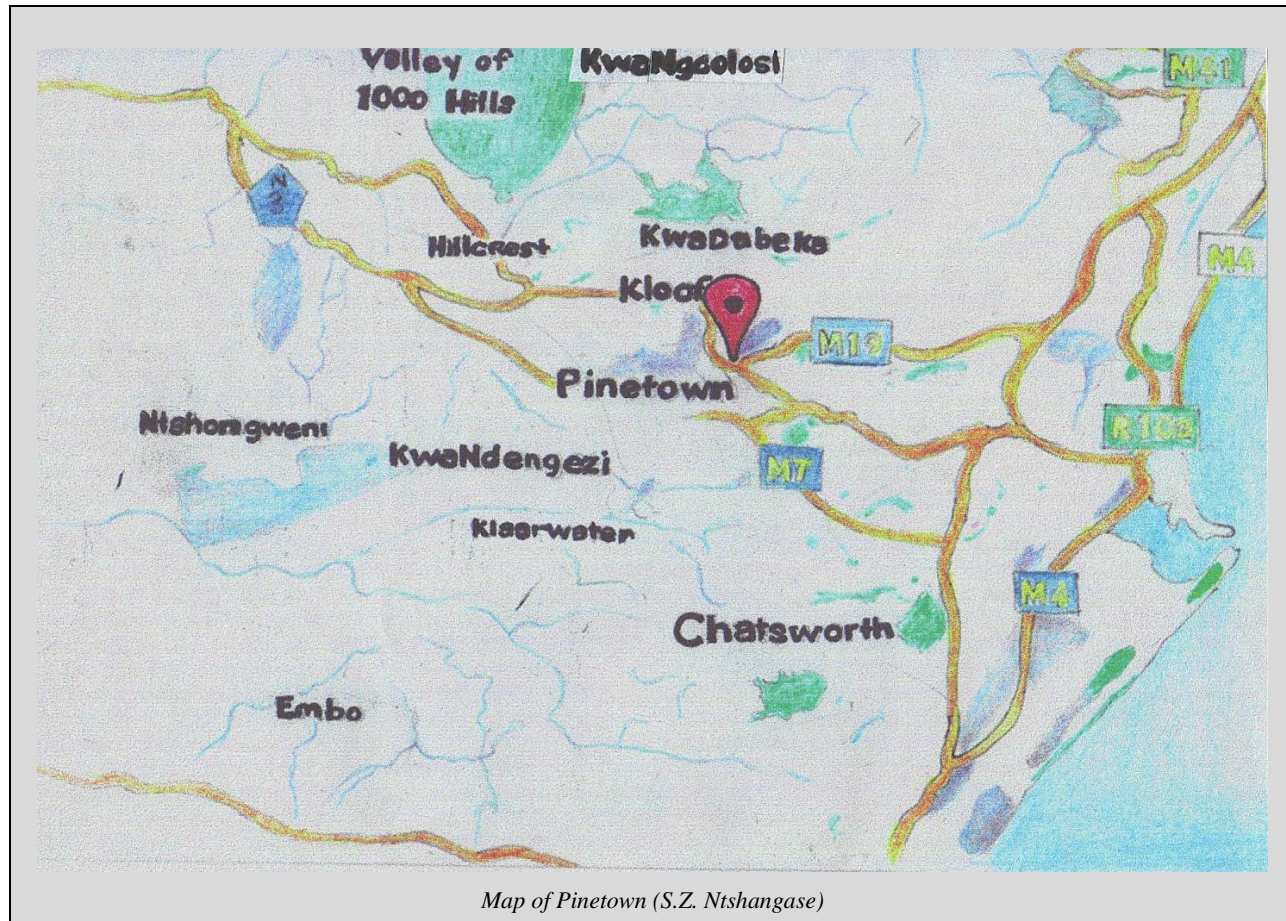 Valley of
1000 Hills
KwaNgcolosi
M41
N
3
Hillcrest
KwaDabeka
M4
Kloof
M19
Pinetown
R102
Ntshongweni
KwaNdengezi
M7
Klaarwater
M4
Chatsworth
Embo
Map of Pinetown (S.Z. Ntshangase)